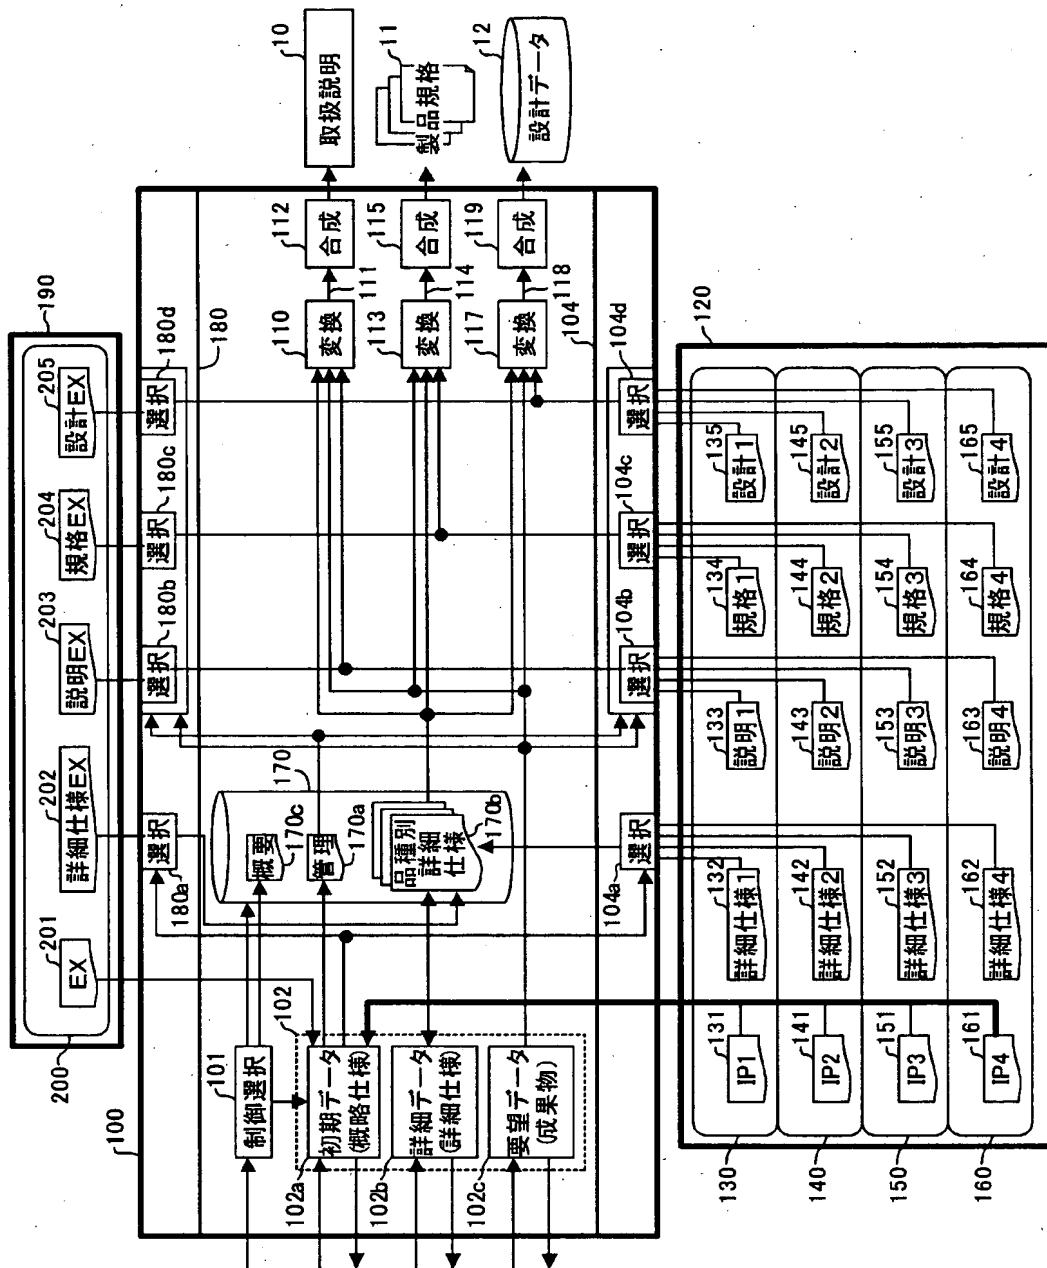 190
200
201
EX
202
詳細仕様EX
203
説明EX
204
規格EX
205
設計EX
100
180
180a
選択
180b
選択
180c
選択
180d
選択
101
制御選択
102
102a
初期データ
(概略仕様)
102b
詳細データ
(詳細仕様)
102c
要望データ
(成果物)
170
概要
170c
管理
170a
品種別
詳細
仕様
170b
110
変換
111
112
合成
10
取扱説明
113
変換
114
115
合成
11
製品規格
117
変換
118
119
合成
12
設計データ
104
104a
選択
104b
選択
104c
選択
104d
選択
120
130
131
IP1
132
詳細仕様1
133
説明1
134
規格1
135
設計1
140
141
IP2
142
詳細仕様2
143
説明2
144
規格2
145
設計2
150
151
IP3
152
詳細仕様3
153
説明3
154
規格3
155
設計3
160
161
IP4
162
詳細仕様4
163
説明4
164
規格4
165
設計4